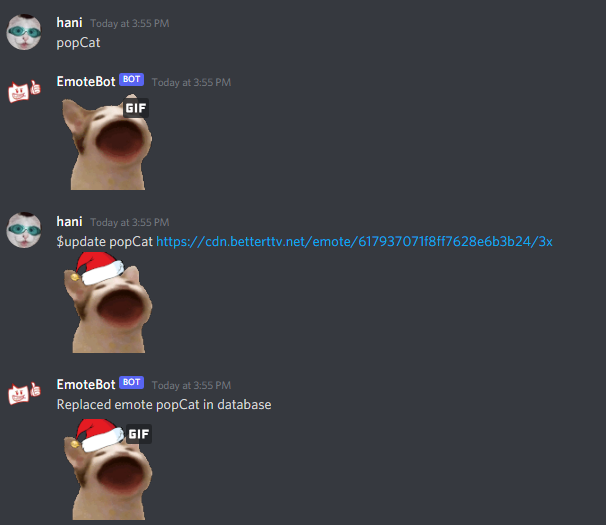 hani Today at 3:55 PM
popCat
EmoteBot BOT Today at 3:55 PM
GIF
hani Today at 3:55 PM
$update popCat https://cdn.betterttv.net/emote/617937071f8ff7628e6b3b24/3x
EmoteBot BOT Today at 3:55 PM
Replaced emote popCat in database
GIF